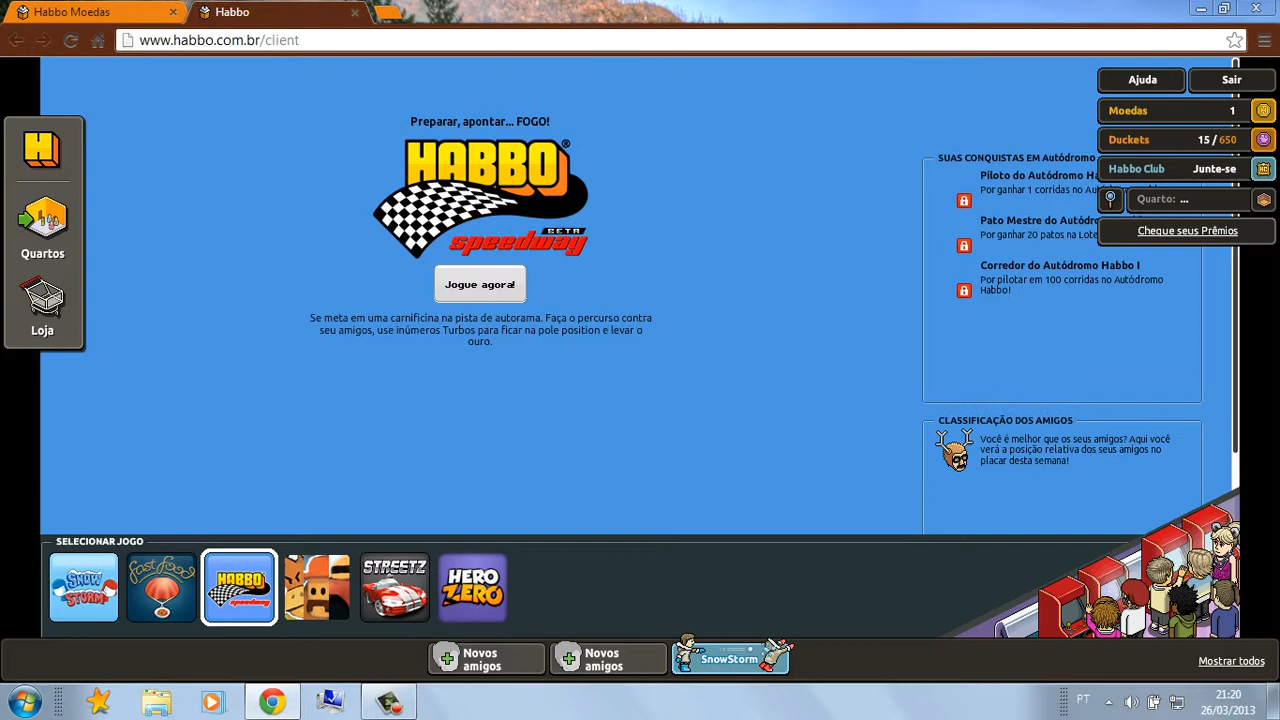 Habbo Moedas
Habbo
www.habbo.com.br/client
Ajuda
Sair
Moedas 1
Duckets 15 / 650
Habbo Club Junte-se
Quarto: ...
Cheque seus Prêmios
Quartos
Loja
Preparar, apontar... FOGO!
HABBO®
BETA
speedway
Jogue agora!
Se meta em uma carnificina na pista de autorama. Faça o percurso contra
seu amigos, use inúmeros Turbos para ficar na pole position e levar o
ouro.
SUAS CONQUISTAS EM Autódromo
Piloto do Autódromo Ha
Por ganhar 1 corridas no Au
Pato Mestre do Autódro
Por ganhar 20 patos na Lote
Corredor do Autódromo Habbo I
Por pilotar em 100 corridas no Autódromo
Habbo!
CLASSIFICAÇÃO DOS AMIGOS
Você é melhor que os seus amigos? Aqui você
verá a posição relativa dos seus amigos no
placar desta semana!
SELECIONAR JOGO
SNOW
STORM
Fast Food
HABBO
speedway
STREETZ
HERO
ZERO
Novos
amigos
Novos
amigos
SnowStorm
Mostrar todos
PT
21:20
26/03/2013